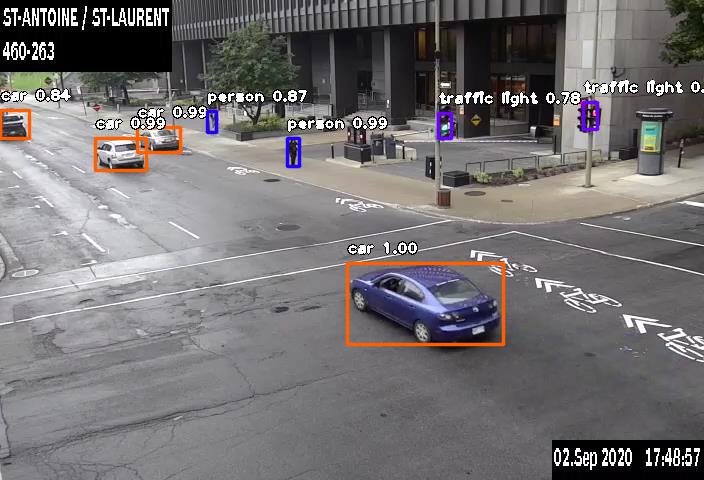 ST-ANTOINE / ST-LAURENT
460-263
car 0.84
car 0.99
car 0.99
person 0.87
person 0.99
traffic light 0.78
traffic light 0.
car 1.00
02.Sep 2020 17:48:57